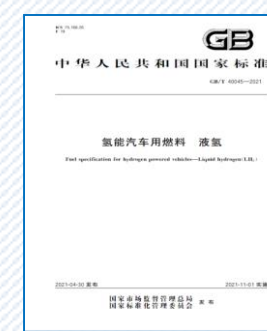 GB
中华人民共和国国家标准
GB/T 40045—2021
氢能汽车用燃料 液氢
Fuel specification for hydrogen powered vehicles—Liquid hydrogen(LH₂)
2021-04-30 发布
2021-11-01 实施
国家市场监督管理总局
国家标准化管理委员会
发布